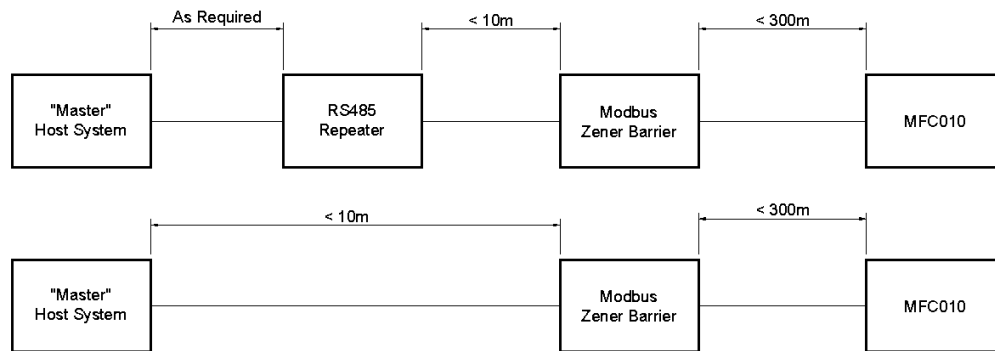 As Required
< 10m
< 300m
"Master"
Host System
RS485
Repeater
Modbus
Zener Barrier
MFC010
< 10m
< 300m
"Master"
Host System
Modbus
Zener Barrier
MFC010